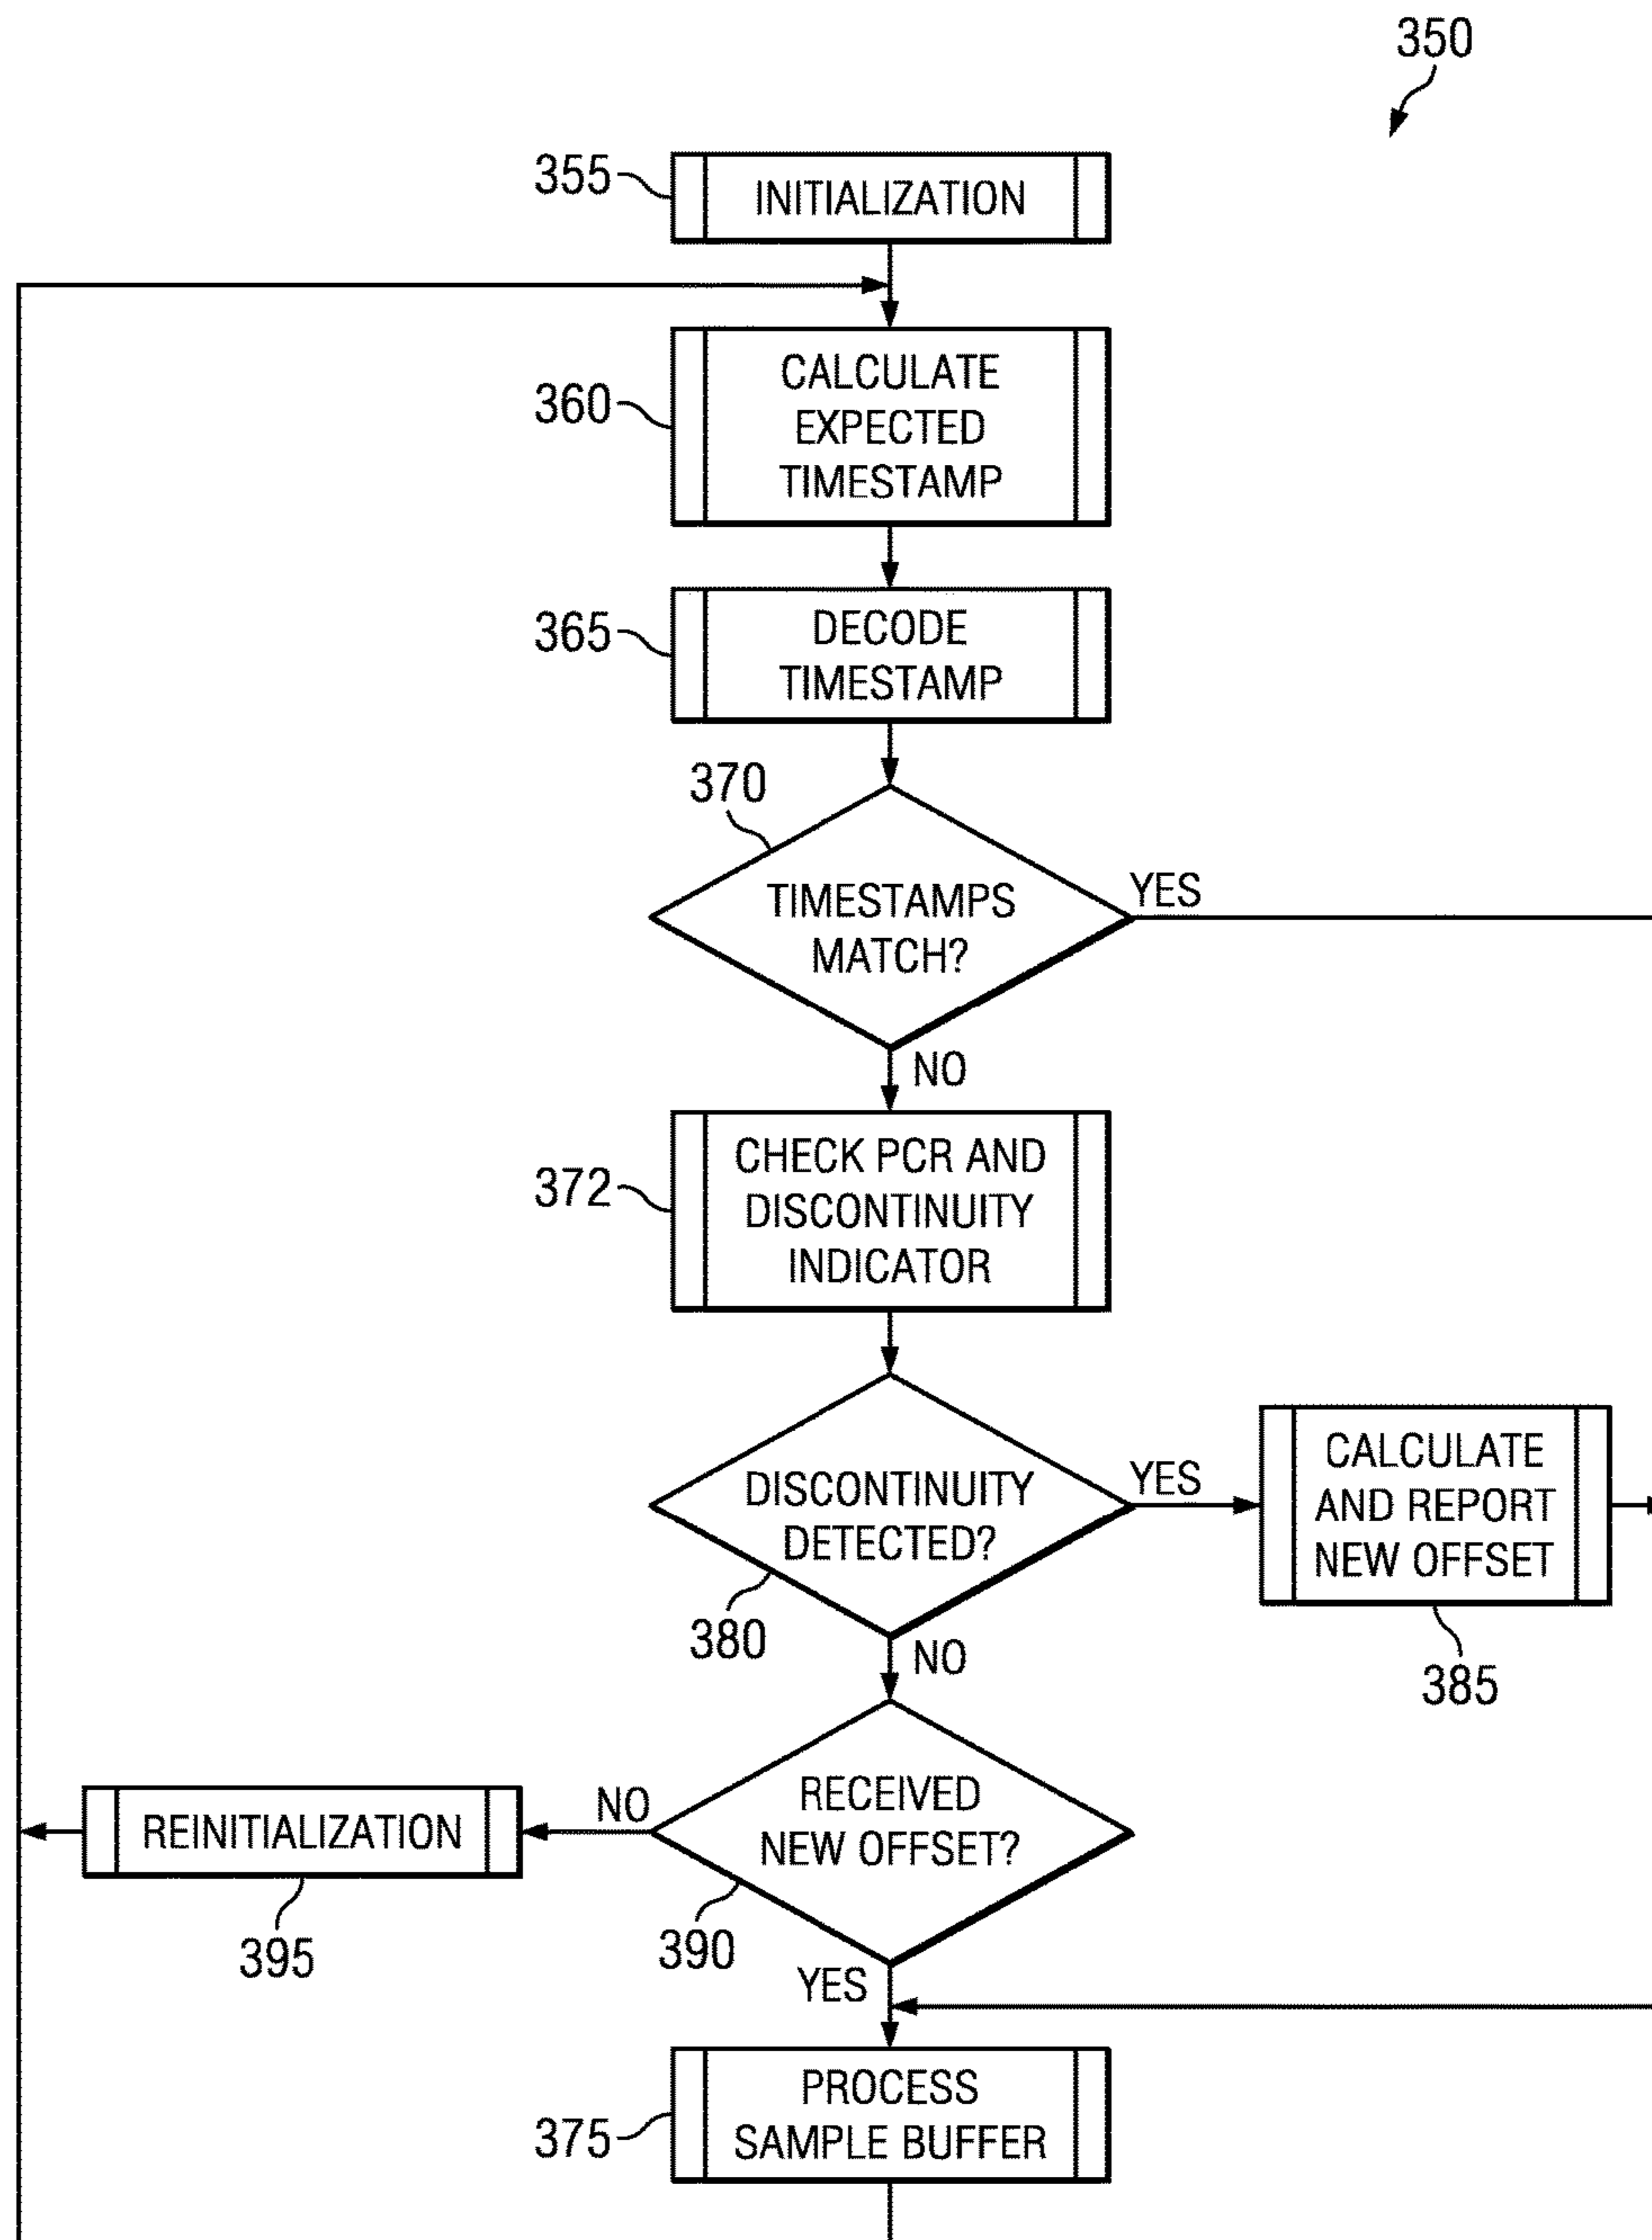 350
355
INITIALIZATION
360
CALCULATE
EXPECTED
TIMESTAMP
365
DECODE
TIMESTAMP
370
TIMESTAMPS
MATCH?
YES
NO
372
CHECK PCR AND
DISCONTINUITY
INDICATOR
DISCONTINUITY
DETECTED?
YES
380
NO
CALCULATE
AND REPORT
NEW OFFSET
385
RECEIVED
NEW OFFSET?
NO
REINITIALIZATION
395
390
YES
375
PROCESS
SAMPLE BUFFER